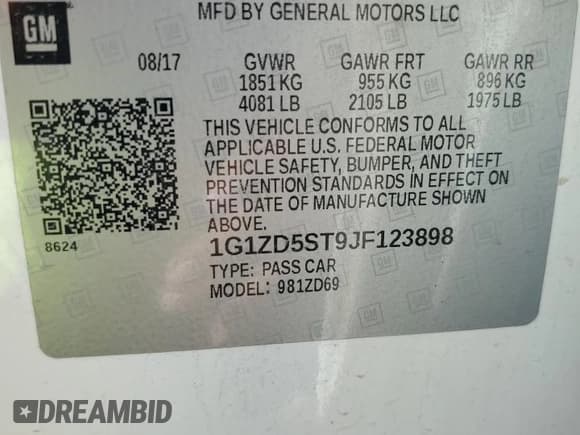 GM
MFD BY GENERAL MOTORS LLC
08/17 GVWR GAWR FRT GAWR RR
1851 KG 955 KG 896 KG
4081 LB 2105 LB 1975 LB
THIS VEHICLE CONFORMS TO ALL
APPLICABLE U.S. FEDERAL MOTOR
VEHICLE SAFETY, BUMPER, AND THEFT
PREVENTION STANDARDS IN EFFECT ON
THE DATE OF MANUFACTURE SHOWN
ABOVE.
8624
1G1ZD5ST9JF123898
TYPE: PASS CAR
MODEL: 981ZD69
DREAMBID